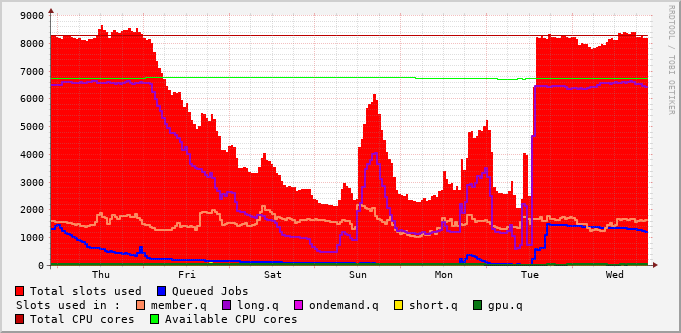 9000
8000
7000
6000
5000
4000
3000
2000
1000
0
Thu Fri Sat Sun Mon Tue Wed
RRDTOOL / TOBI OETIKER
Total slots used Queued Jobs
Slots used in : member.q long.q ondemand.q short.q gpu.q
Total CPU cores Available CPU cores